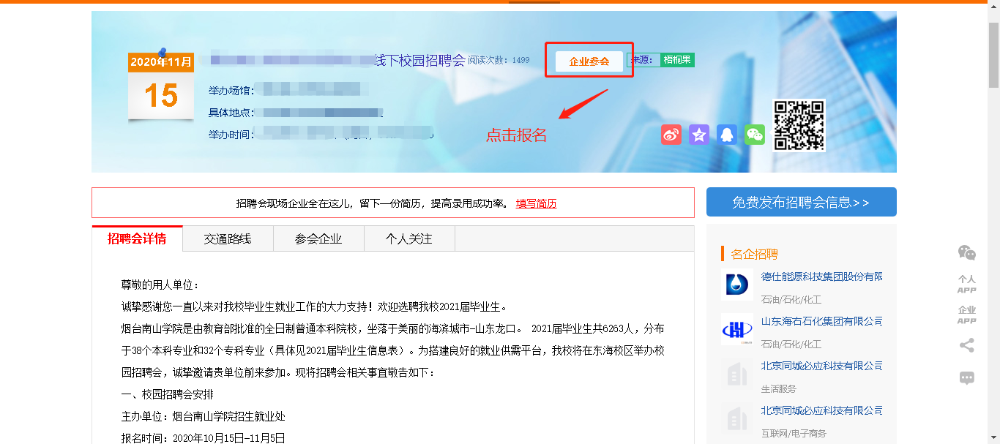 2020年11月
15
线下校园招聘会
阅读次数：1499
企业参会
来源：
梧桐果
举办场馆：
具体地点：
举办时间：
点击报名
招聘会现场企业全在这儿，留下一份简历，提高录用成功率。 填写简历
免费发布招聘会信息>>
招聘会详情
交通路线
参会企业
个人关注
尊敬的用人单位：
诚挚感谢您一直以来对我校毕业生就业工作的大力支持！欢迎选聘我校2021届毕业生。
烟台南山学院是由教育部批准的全日制普通本科院校，坐落于美丽的海滨城市-山东龙口。 2021届毕业生共6263人，分布
于38个本科专业和32个专科专业（具体见2021届毕业生信息表）。为搭建良好的就业供需平台，我校将在东海校区举办校
园招聘会，诚挚邀请贵单位前来参加。现将招聘会相关事宜敬告如下：
一、校园招聘会安排
主办单位：烟台南山学院招生就业处
报名时间：2020年10月15日-11月5日
名企招聘
德仕能源科技集团股份有限
石油/石化/化工
山东海右石化集团有限公司
石油/石化/化工
北京同城必应科技有限公司
生活服务
北京同城必应科技有限公司
互联网/电子商务
个人
APP
企业
APP